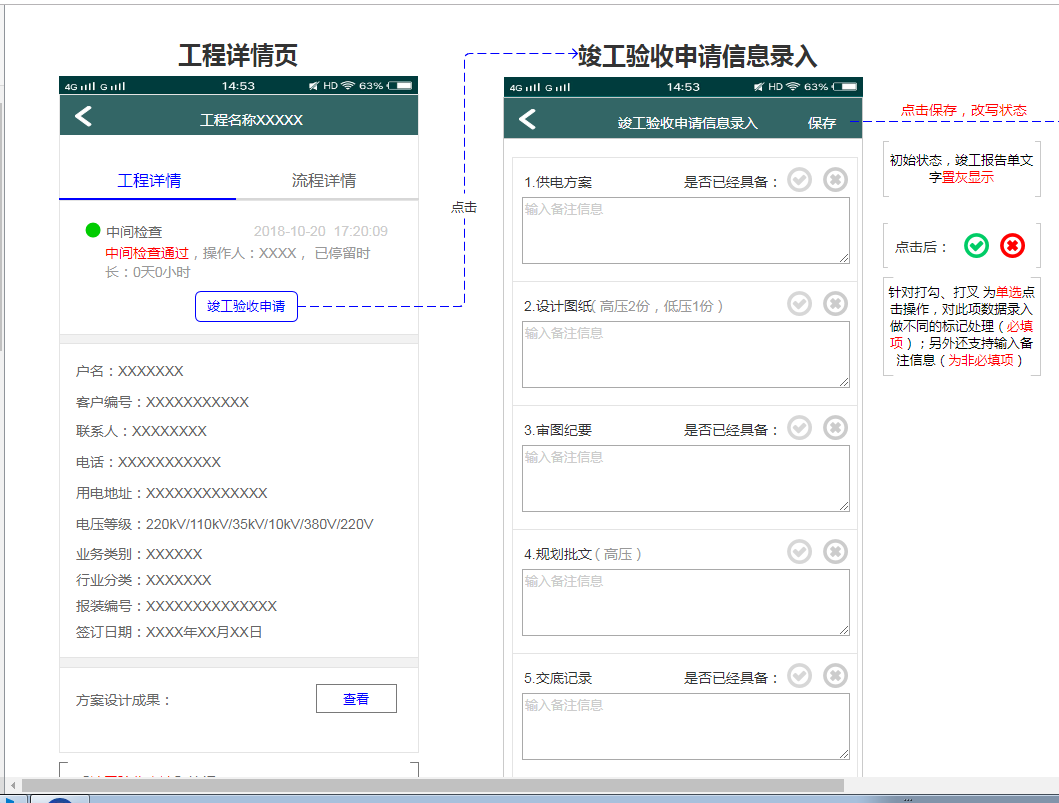 工程详情页
4G G 14:53 HD 63%
工程名称XXXXX
工程详情 流程详情
中间检查 2018-10-20 17:20:09
中间检查通过，操作人：XXXX， 已停留时
长：0天0小时
竣工验收申请
户名：XXXXXXX
客户编号：XXXXXXXXXXX
联系人：XXXXXXXX
电话：XXXXXXXXXXX
用电地址：XXXXXXXXXXXXX
电压等级：220kV/110kV/35kV/10kV/380V/220V
业务类别：XXXXXX
行业分类：XXXXXXX
报装编号：XXXXXXXXXXXXXX
签订日期：XXXX年XX月XX日
方案设计成果： 查看
点击
竣工验收申请信息录入
4G G 14:53 HD 63%
竣工验收申请信息录入 保存
1.供电方案 是否已经具备：
输入备注信息
2.设计图纸（高压2份，低压1份）
输入备注信息
3.审图纪要 是否已经具备：
输入备注信息
4.规划批文（高压）
输入备注信息
5.交底记录 是否已经具备：
输入备注信息
点击保存，改写状态
初始状态，竣工报告单文
字置灰显示
点击后：
针对打勾、打叉 为单选点
击操作，对此项数据录入
做不同的标记处理（必填
项）；另外还支持输入备
注信息（为非必填项）